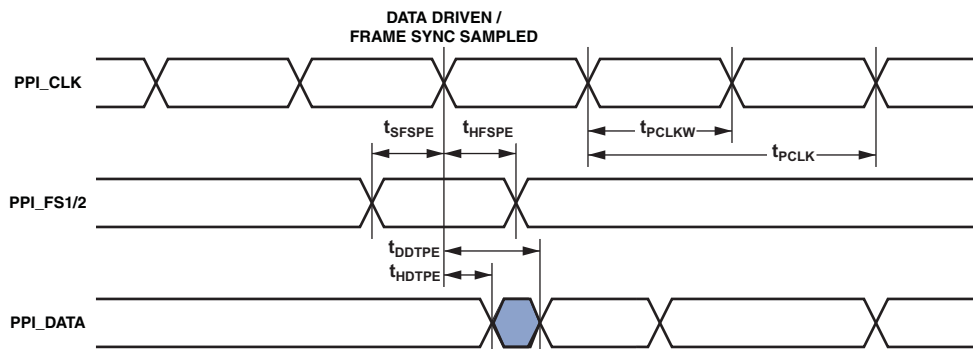 DATA DRIVEN /
FRAME SYNC SAMPLED
PPI_CLK
tSFSPE
tHFSPE
tPCLKW
tPCLK
PPI_FS1/2
tDDTPE
tHDTPE
PPI_DATA